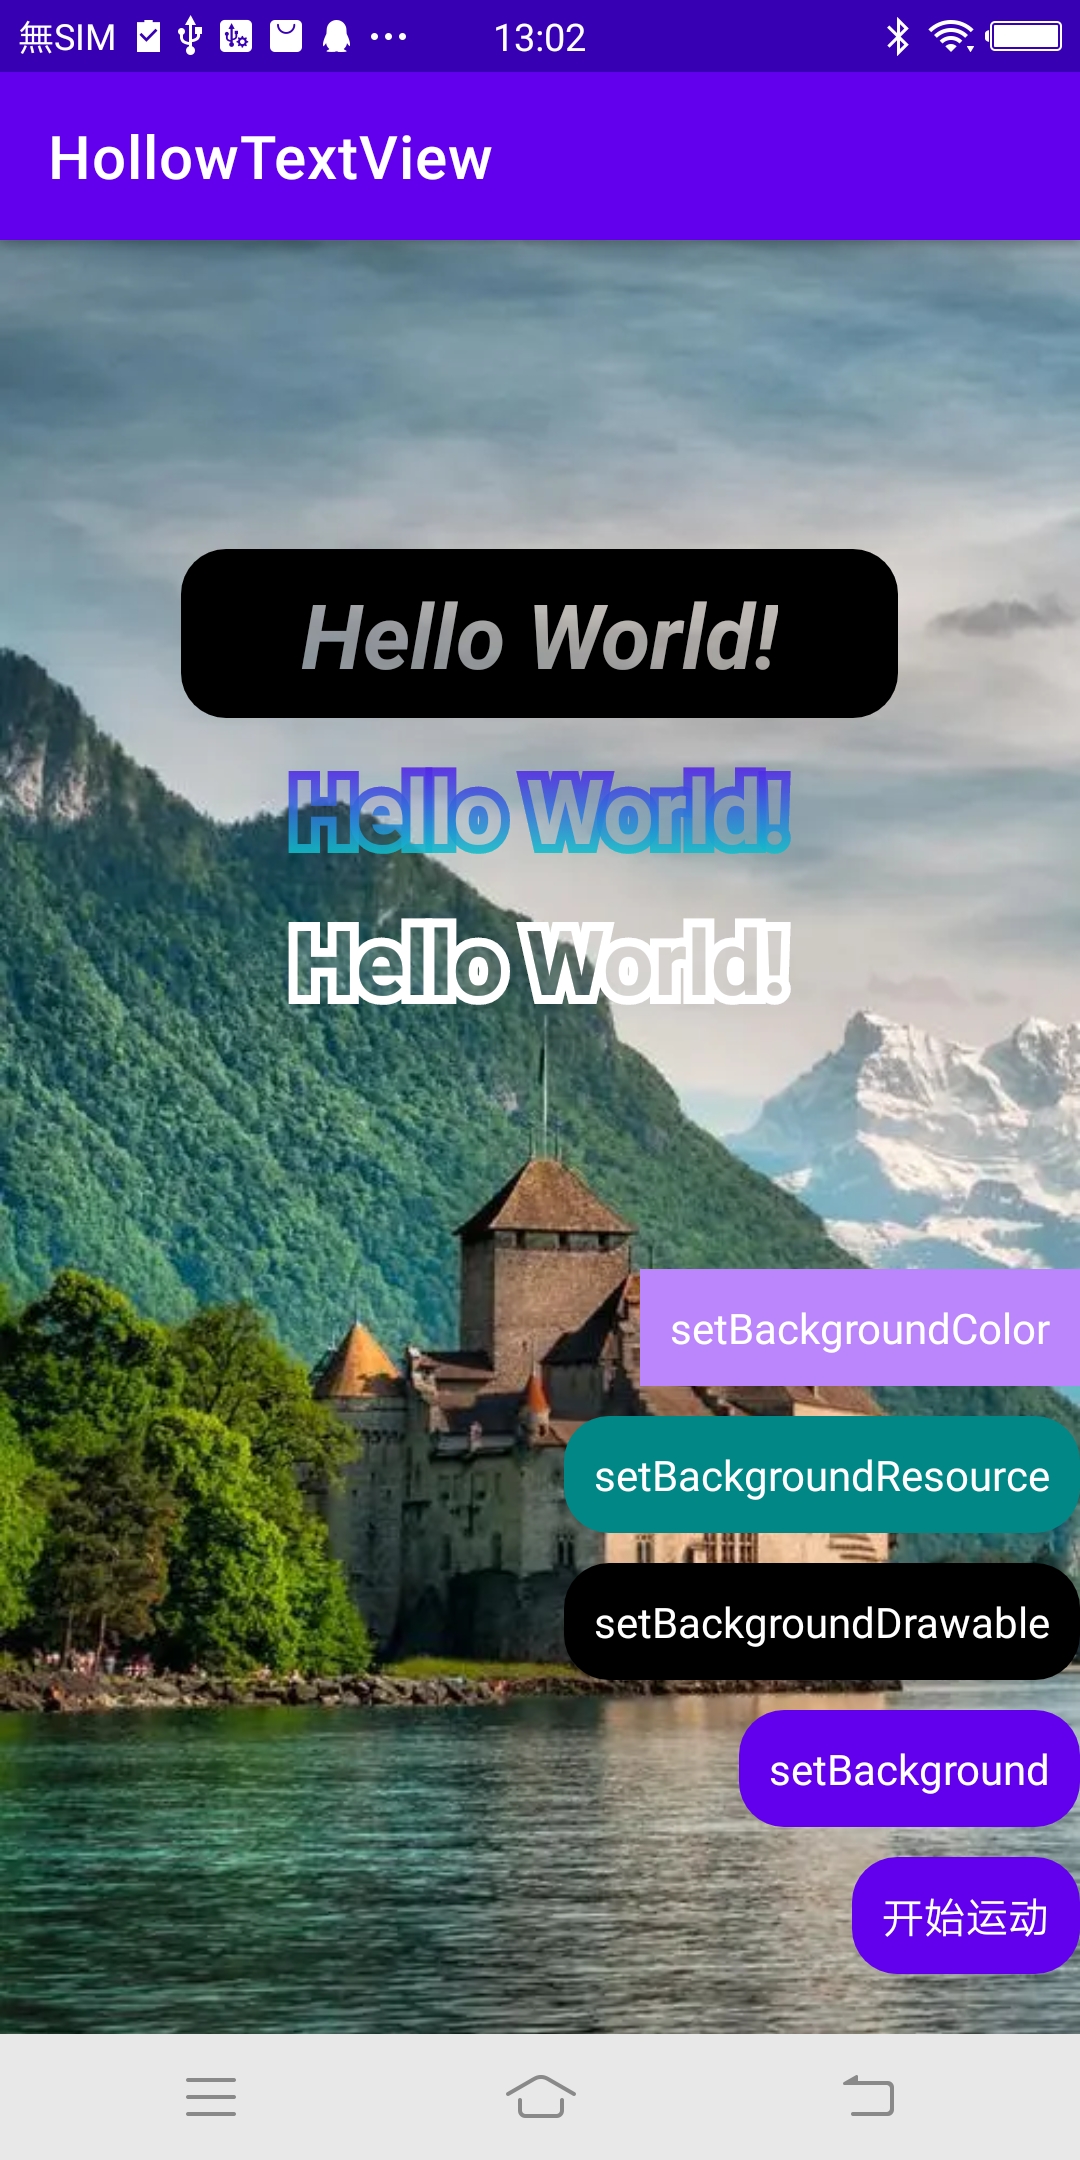 無SIM 13:02
HollowTextView
Hello World!
Hello World!
Hello World!
setBackgroundColor
setBackgroundResource
setBackgroundDrawable
setBackground
开始运动